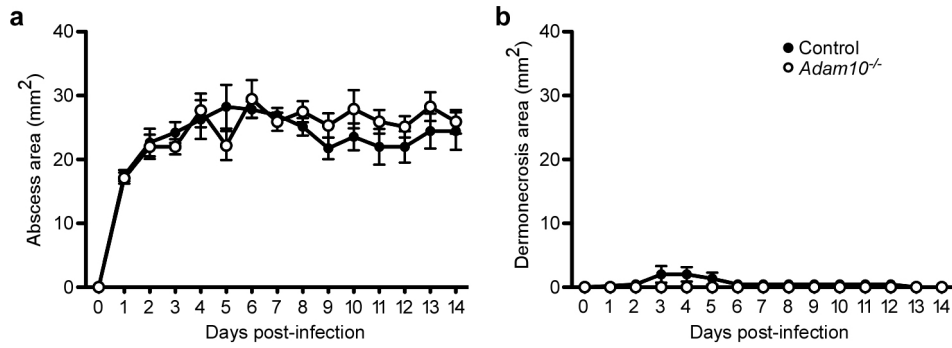 a
40
30
20
10
0
Abscess area (mm²)
0 1 2 3 4 5 6 7 8 9 10 11 12 13 14
Days post-infection
b
40
30
20
10
0
Dermonecrosis area (mm²)
Control
Adam10⁻/⁻
0 1 2 3 4 5 6 7 8 9 10 11 12 13 14
Days post-infection